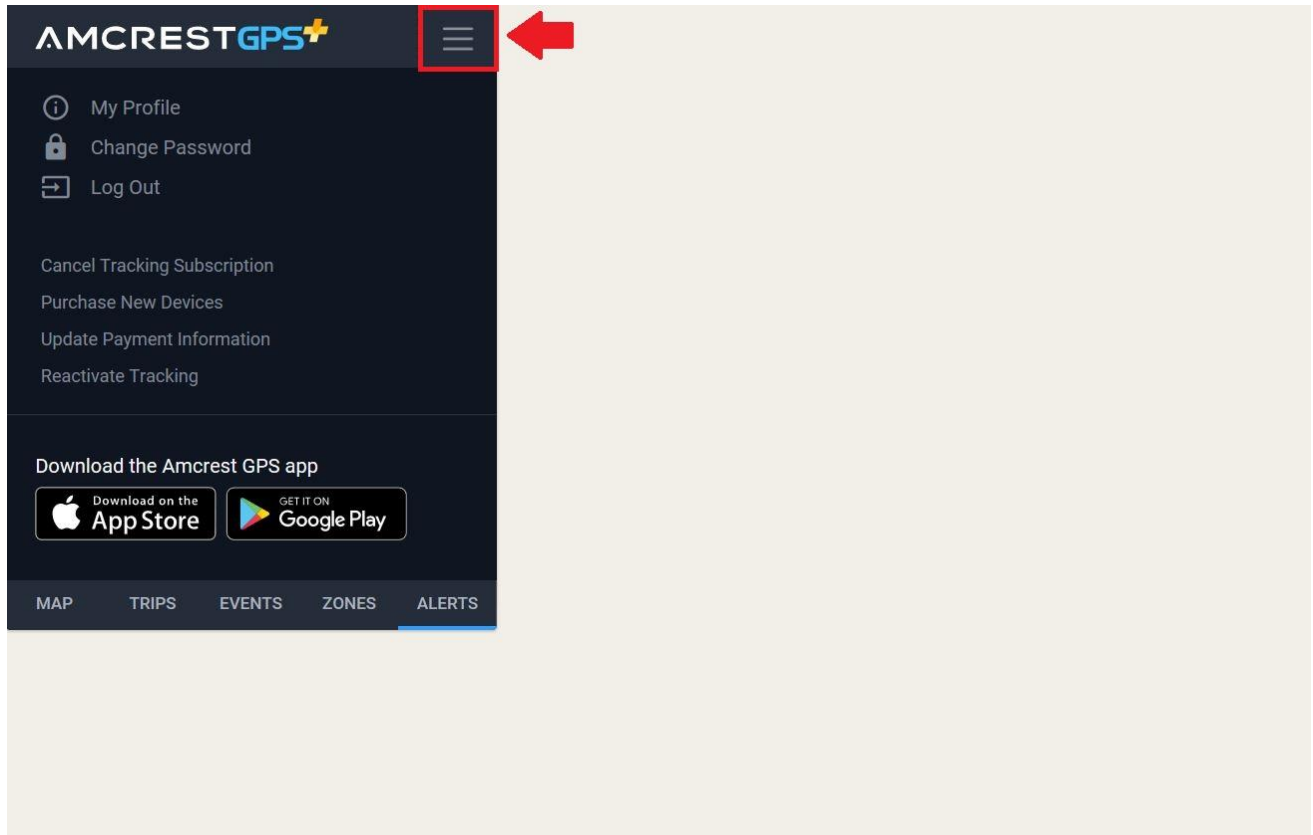 AMCRESTGPS
My Profile
Change Password
Log Out
Cancel Tracking Subscription
Purchase New Devices
Update Payment Information
Reactivate Tracking
Download the Amcrest GPS app
Download on the
App Store
GET IT ON
Google Play
MAP TRIPS EVENTS ZONES ALERTS